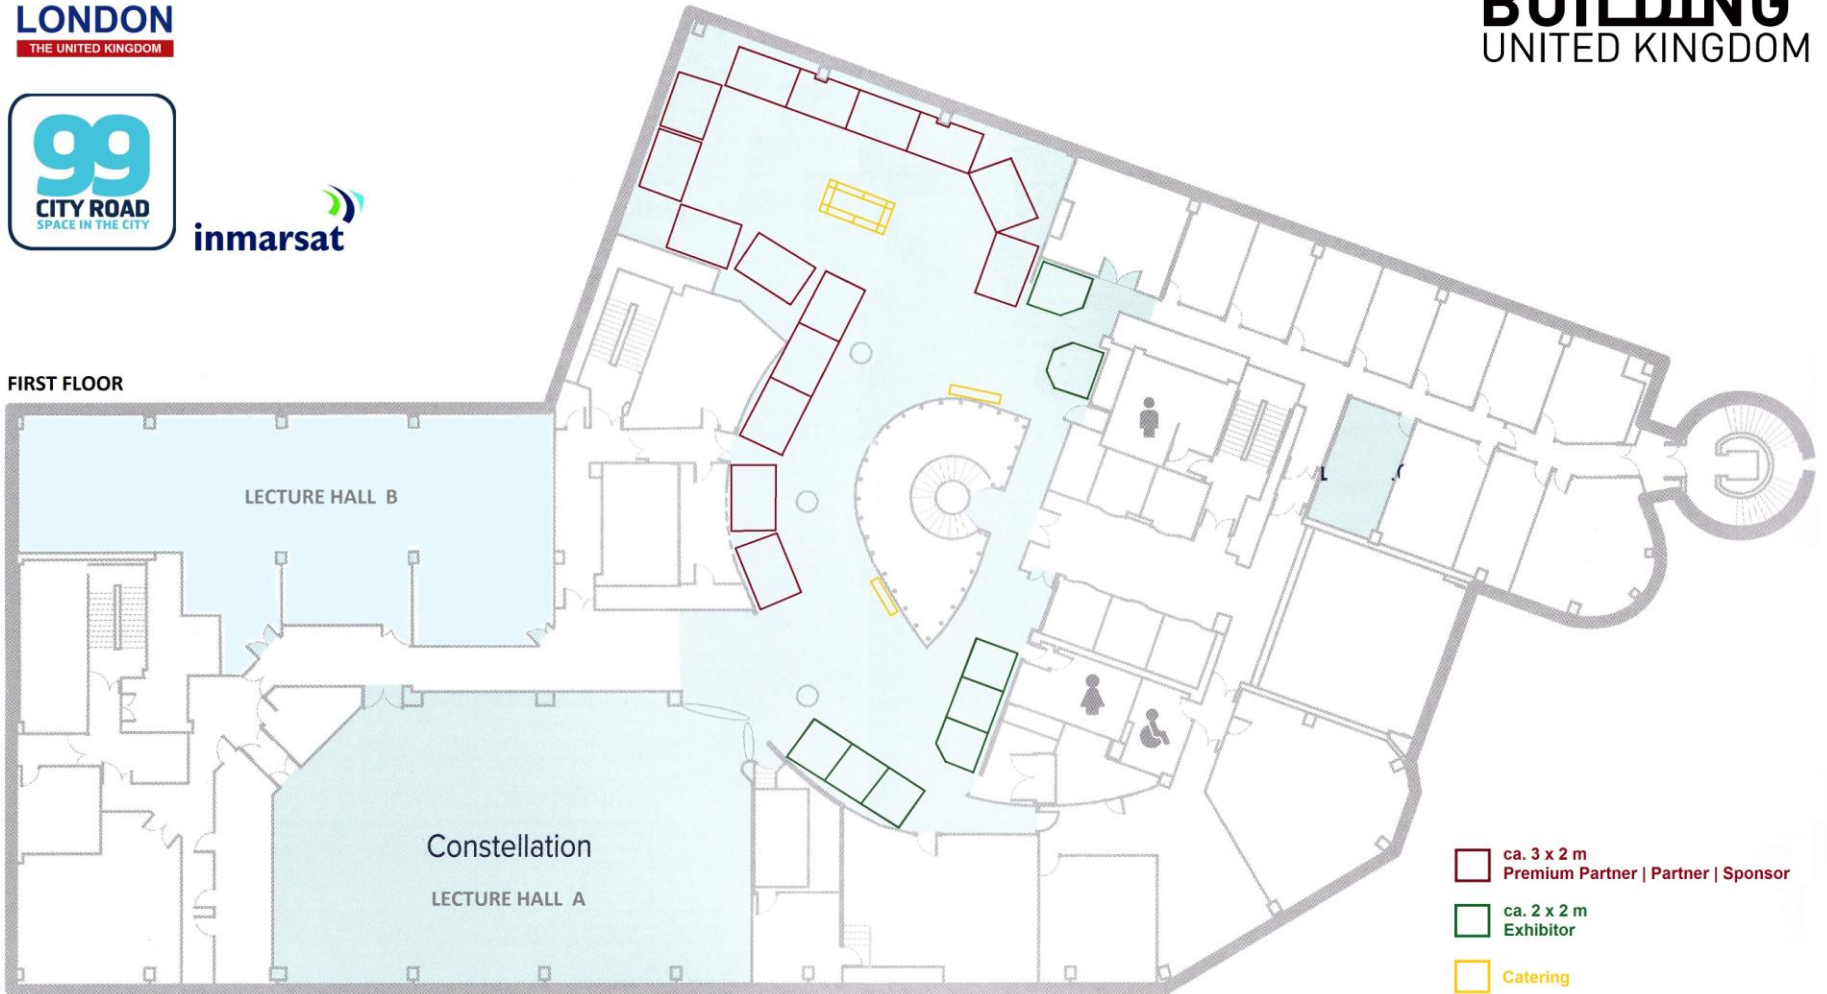 LONDON
THE UNITED KINGDOM
BUILDING
UNITED KINGDOM
99
CITY ROAD
SPACE IN THE CITY
inmarsat
FIRST FLOOR
LECTURE HALL B
Constellation
LECTURE HALL A
ca. 3 x 2 m
Premium Partner | Partner | Sponsor
ca. 2 x 2 m
Exhibitor
Catering